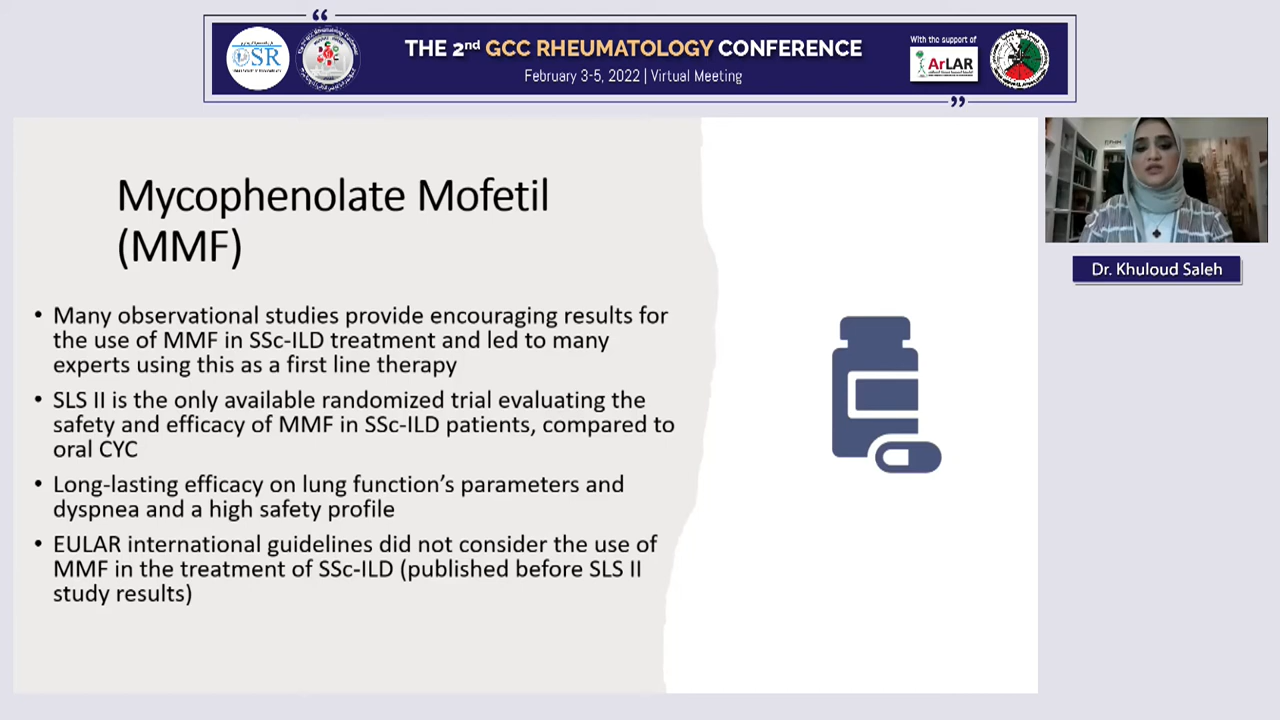 “
THE 2nd GCC RHEUMATOLOGY CONFERENCE
February 3-5, 2022 | Virtual Meeting
”
OSR
With the support of
ArLAR
Mycophenolate Mofetil
(MMF)
• Many observational studies provide encouraging results for
the use of MMF in SSc-ILD treatment and led to many
experts using this as a first line therapy
• SLS II is the only available randomized trial evaluating the
safety and efficacy of MMF in SSc-ILD patients, compared to
oral CYC
• Long-lasting efficacy on lung function’s parameters and
dyspnea and a high safety profile
• EULAR international guidelines did not consider the use of
MMF in the treatment of SSc-ILD (published before SLS II
study results)
Dr. Khuloud Saleh